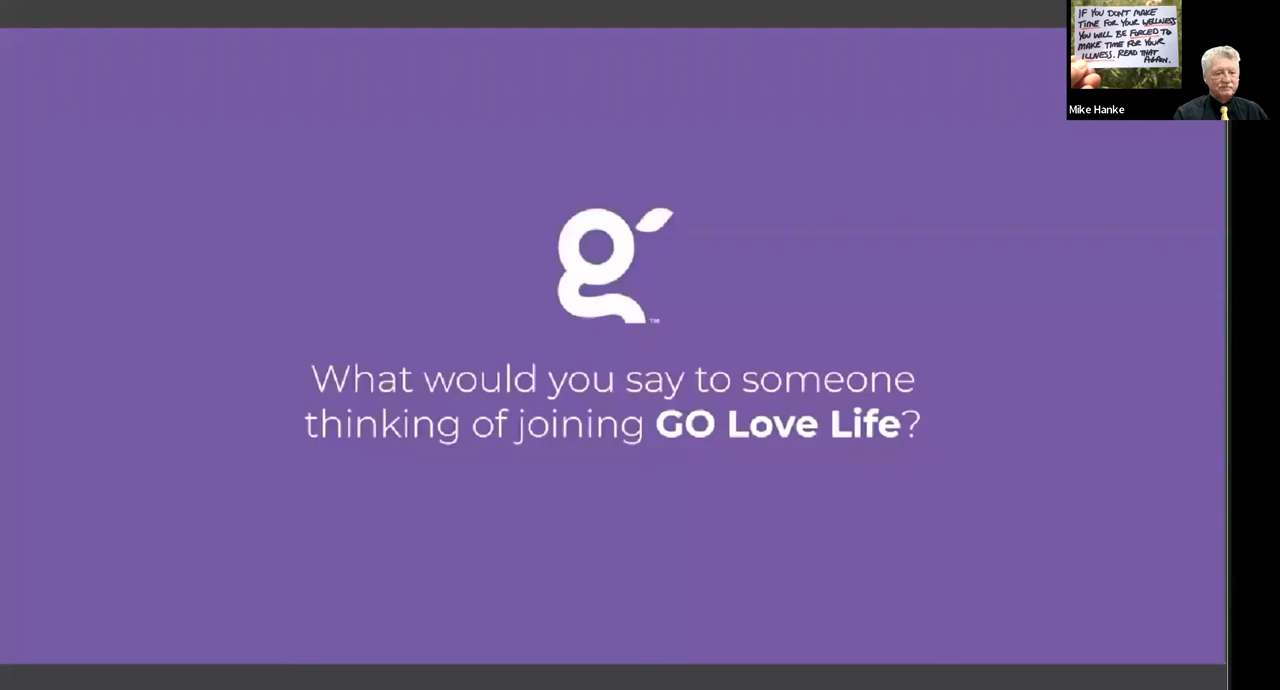 IF YOU DON'T MAKE
TIME FOR YOUR WELLNESS
YOU WILL BE FORCED TO
MAKE TIME FOR YOUR
ILLNESS. READ THAT
AGAIN.
Mike Hanke
g
TM
What would you say to someone
thinking of joining GO Love Life?